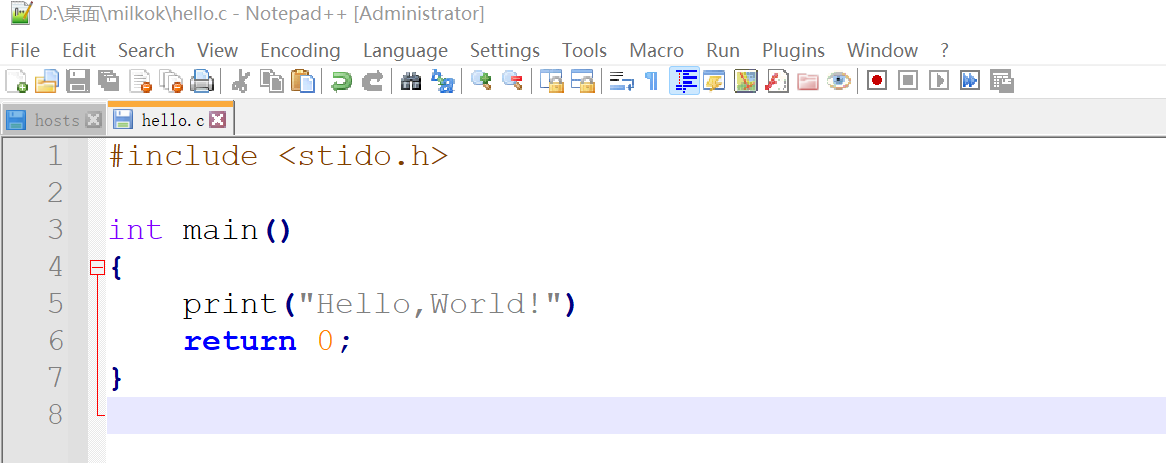 D:\桌面\milkok\hello.c - Notepad++ [Administrator]
File Edit Search View Encoding Language Settings Tools Macro Run Plugins Window ?
hosts hello.c
1 #include <stido.h>
2
3 int main()
4 {
5 print("Hello,World!")
6 return 0;
7 }
8